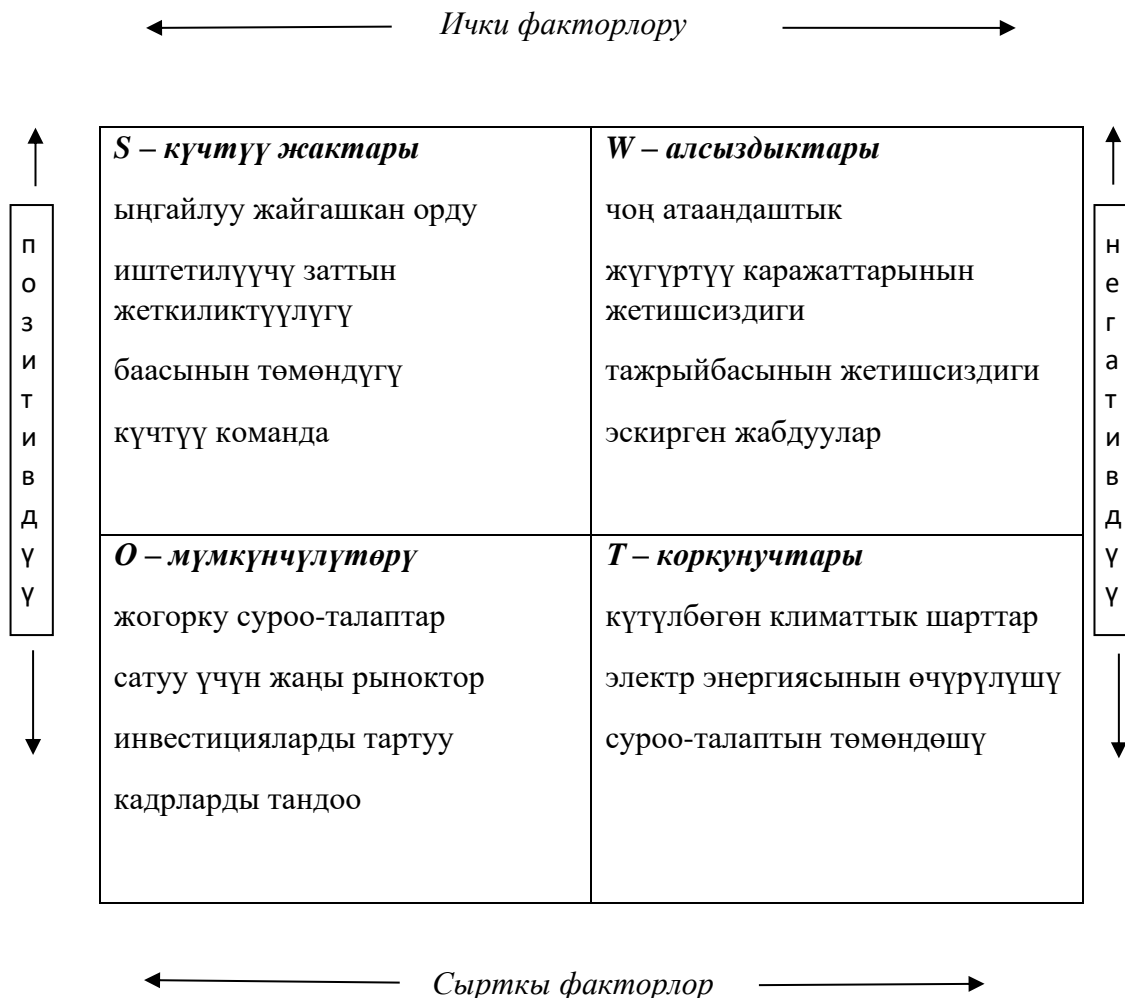 Ички факторлору
позитивдүү
S – күчтүү жактары
ыңгайлуу жайгашкан орду
иштетилүүчү заттын
жеткиликтүүлүгү
баасынын төмөндүгү
күчтүү команда
W – алсыздыктары
чоң атаандаштык
жүгүртүү каражаттарынын
жетишсиздиги
тажрыйбасынын жетишсиздиги
эскирген жабдуулар
негативдүү
O – мүмкүнчүлүтөрү
жогорку суроо-талаптар
сатуу үчүн жаңы рыноктор
инвестицияларды тартуу
кадрларды тандоо
T – коркунучтары
күтүлбөгөн климаттык шарттар
электр энергиясынын өчүрүлүшү
суроо-талаптын төмөндөшү
Сырткы факторлор